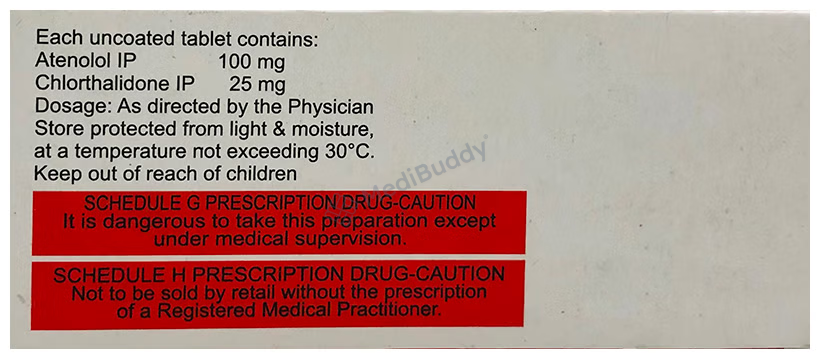 Each uncoated tablet contains:
Atenolol IP 100 mg
Chlorthalidone IP 25 mg
Dosage: As directed by the Physician
Store protected from light & moisture,
at a temperature not exceeding 30°C.
Keep out of reach of children
MediBuddy
SCHEDULE G PRESCRIPTION DRUG-CAUTION
It is dangerous to take this preparation except
under medical supervision.
SCHEDULE H PRESCRIPTION DRUG-CAUTION
Not to be sold by retail without the prescription
of a Registered Medical Practitioner.